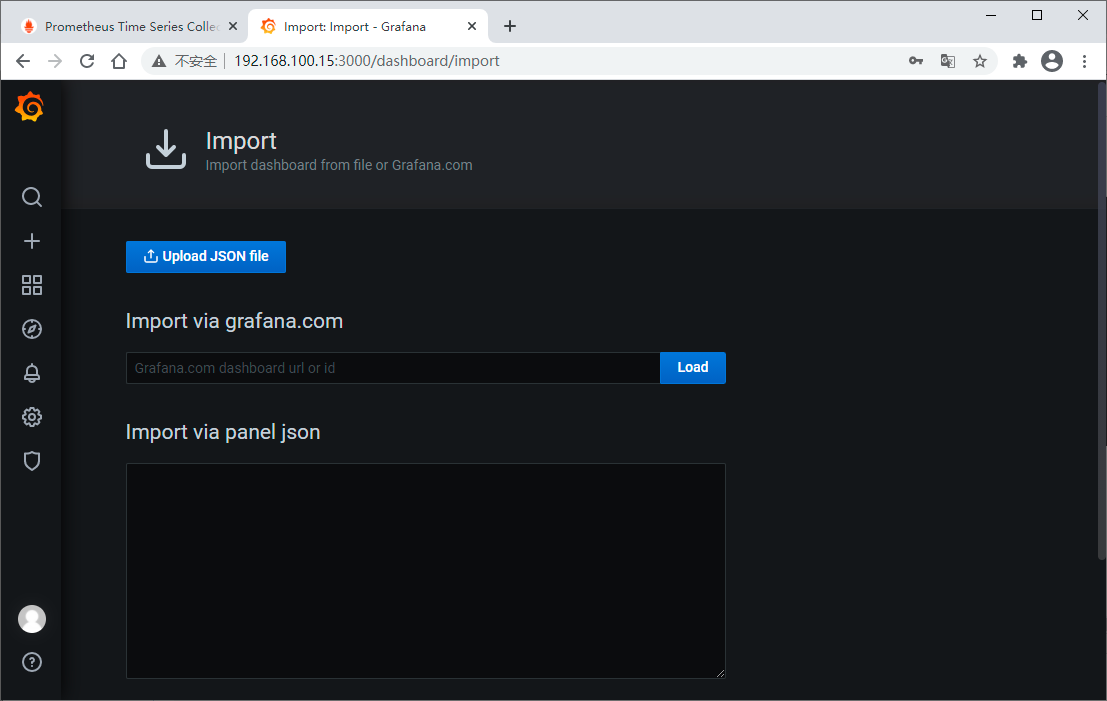 Prometheus Time Series Collec
Import: Import - Grafana
不安全
192.168.100.15:3000/dashboard/import
Import
Import dashboard from file or Grafana.com
Upload JSON file
Import via grafana.com
Grafana.com dashboard url or id
Load
Import via panel json